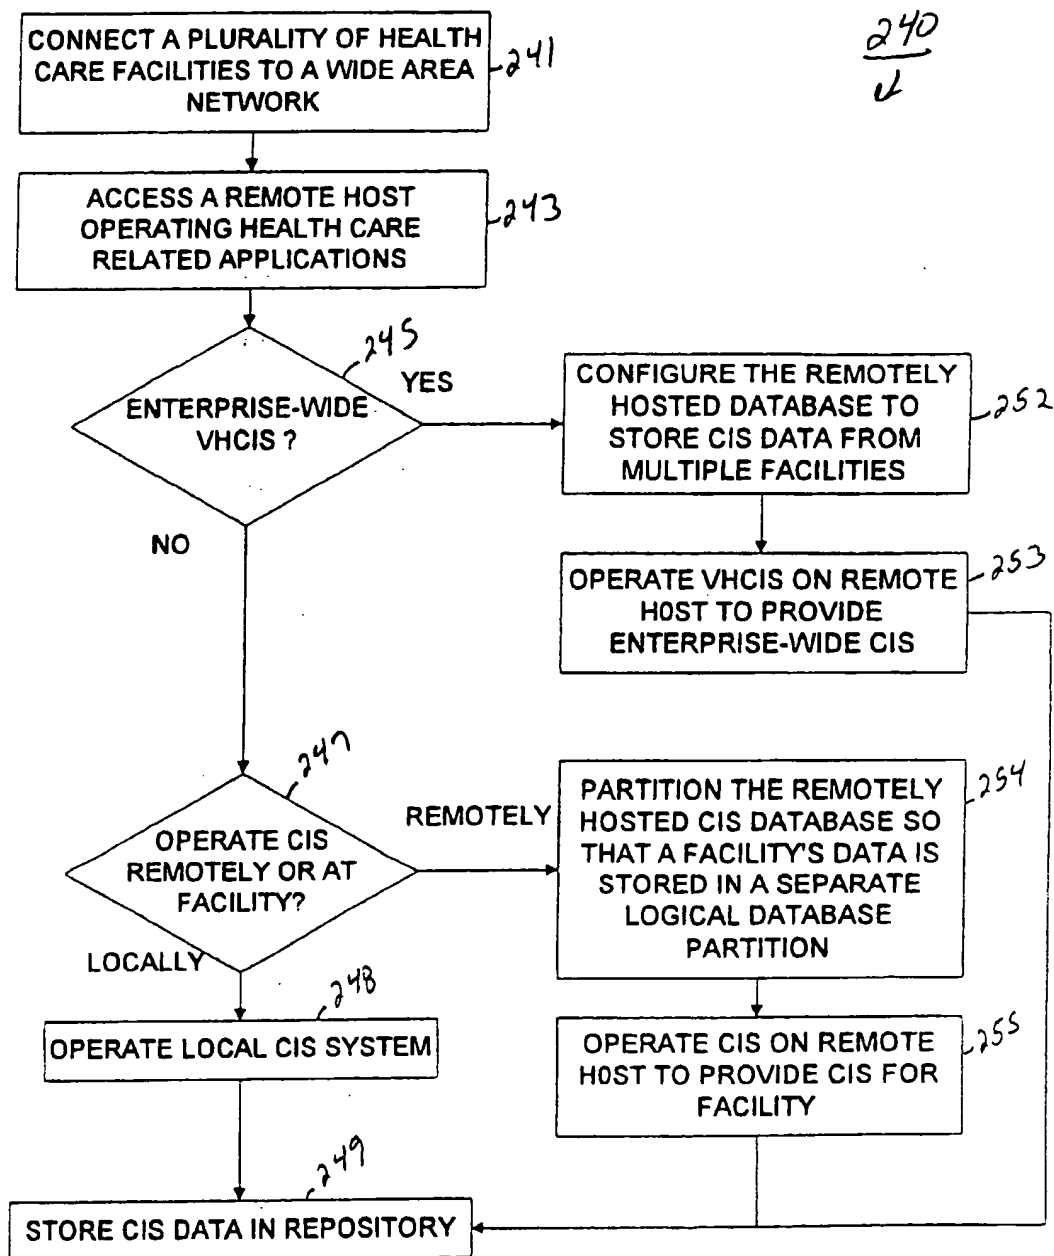 240
CONNECT A PLURALITY OF HEALTH
CARE FACILITIES TO A WIDE AREA
NETWORK
241
ACCESS A REMOTE HOST
OPERATING HEALTH CARE
RELATED APPLICATIONS
243
ENTERPRISE-WIDE
VHCIS ?
245
YES
NO
CONFIGURE THE REMOTELY
HOSTED DATABASE TO
STORE CIS DATA FROM
MULTIPLE FACILITIES
252
OPERATE VHCIS ON REMOTE
HOST TO PROVIDE
ENTERPRISE-WIDE CIS
253
OPERATE CIS
REMOTELY OR AT
FACILITY?
247
REMOTELY
LOCALLY
PARTITION THE REMOTELY
HOSTED CIS DATABASE SO
THAT A FACILITY'S DATA IS
STORED IN A SEPARATE
LOGICAL DATABASE
PARTITION
254
OPERATE LOCAL CIS SYSTEM
248
OPERATE CIS ON REMOTE
HOST TO PROVIDE CIS FOR
FACILITY
255
STORE CIS DATA IN REPOSITORY
249